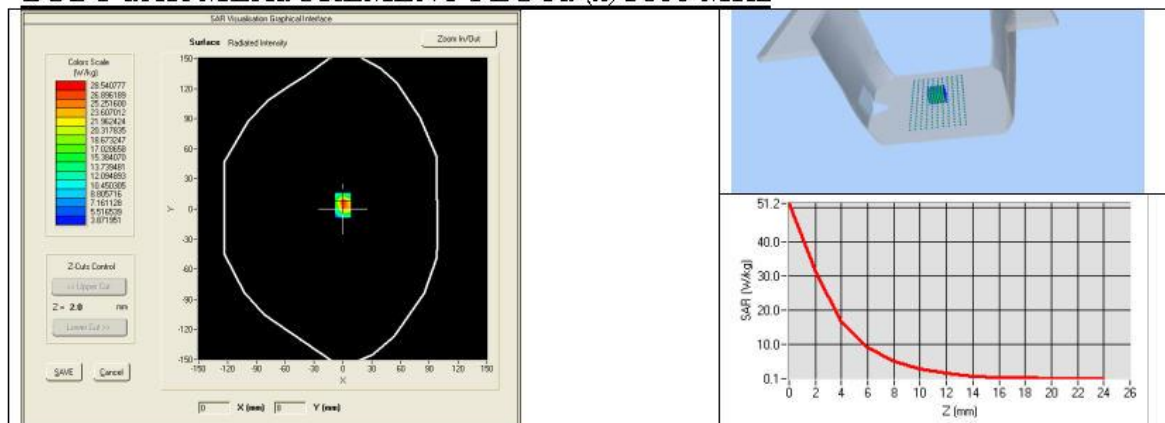 SAR Visualisation Graphical Interface
Surface Radiated Intensity
Zoom In/Out
Colors Scale
(W/kg)
28.540777
26.896189
25.251600
23.607012
21.962424
20.317835
18.673247
17.028658
15.384070
13.739481
12.094893
10.450305
8.805716
7.161128
5.516539
3.871951
Z-Cuts Control
<< Upper Cut
Z = 2.0 mm
Lower Cut >>
SAVE
Cancel
150
120
90
60
30
0
-30
-60
-90
-120
-150
Y
-150 -120 -90 -60 -30 0 30 60 90 120 150
X
0 X (mm) 0 Y (mm)
51.2
40.0
30.0
20.0
10.0
0.1
SAR (W/kg)
0 2 4 6 8 10 12 14 16 18 20 22 24 26
Z (mm)